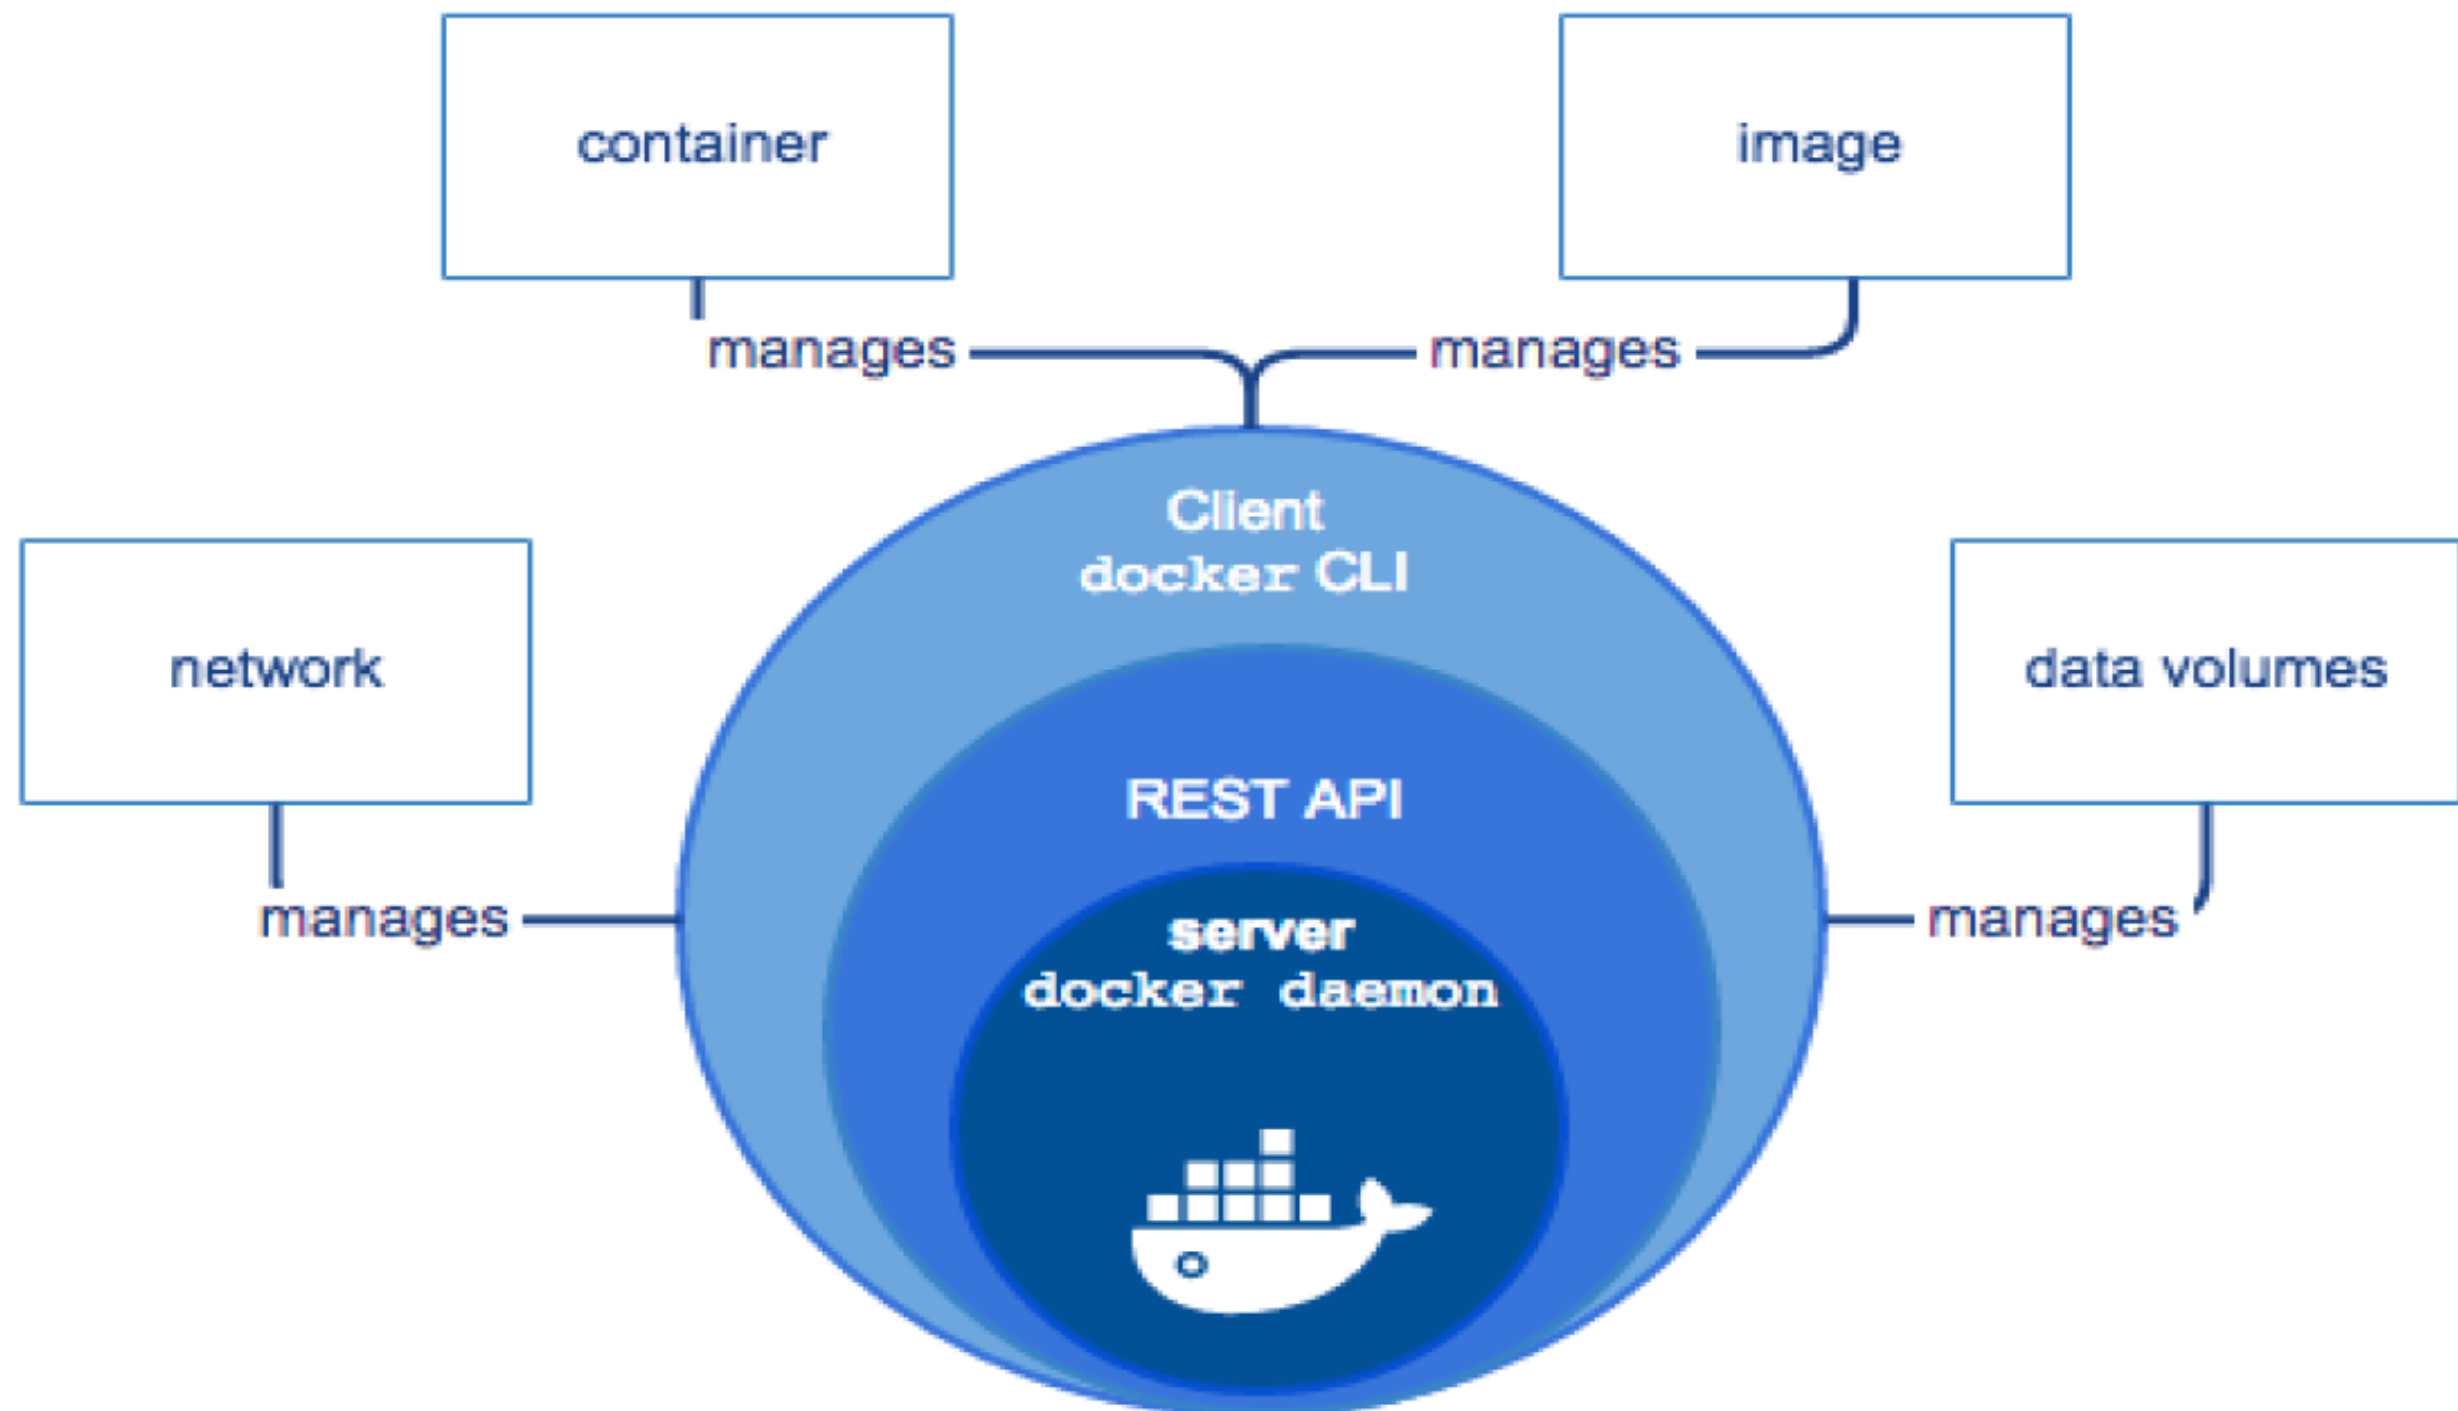 container
image
manages
manages
Client
docker CLI
network
data volumes
REST API
manages
server
docker daemon
manages